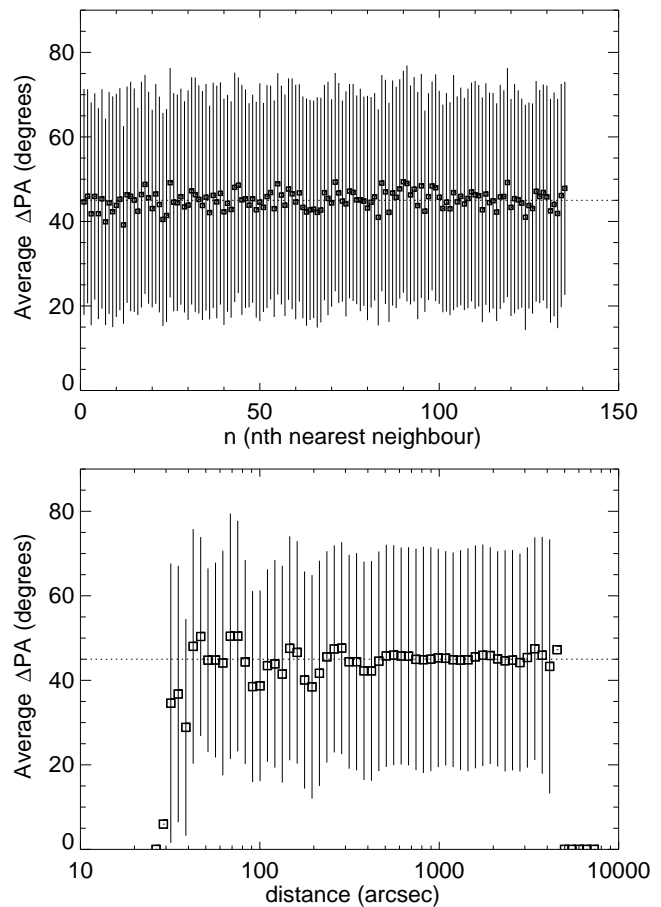 80
60
40
20
0
Average ΔPA (degrees)
0 50 100 150
n (nth nearest neighbour)
80
60
40
20
0
Average ΔPA (degrees)
10 100 1000 10000
distance (arcsec)